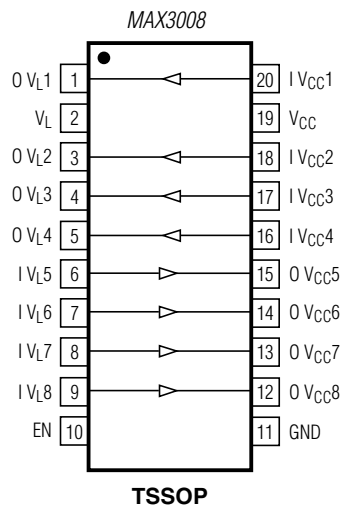 MAX3008
O VL1 1 20 I VCC1
VL 2 19 VCC
O VL2 3 18 I VCC2
O VL3 4 17 I VCC3
O VL4 5 16 I VCC4
I VL5 6 15 O VCC5
I VL6 7 14 O VCC6
I VL7 8 13 O VCC7
I VL8 9 12 O VCC8
EN 10 11 GND
TSSOP